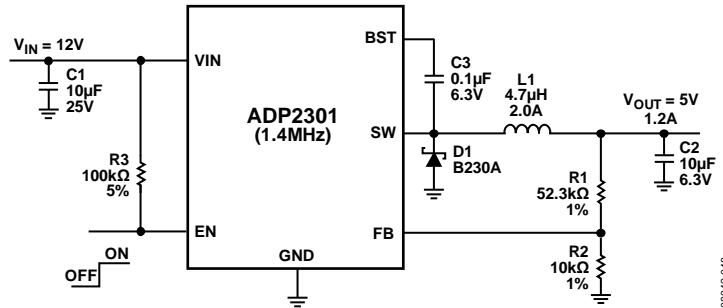 V_IN = 12V
C1
10µF
25V
R3
100kΩ
5%
VIN
EN
OFF
ON
ADP2301
(1.4MHz)
GND
BST
SW
FB
C3
0.1µF
6.3V
L1
4.7µH
2.0A
D1
B230A
V_OUT = 5V
1.2A
C2
10µF
6.3V
R1
52.3kΩ
1%
R2
10kΩ
1%